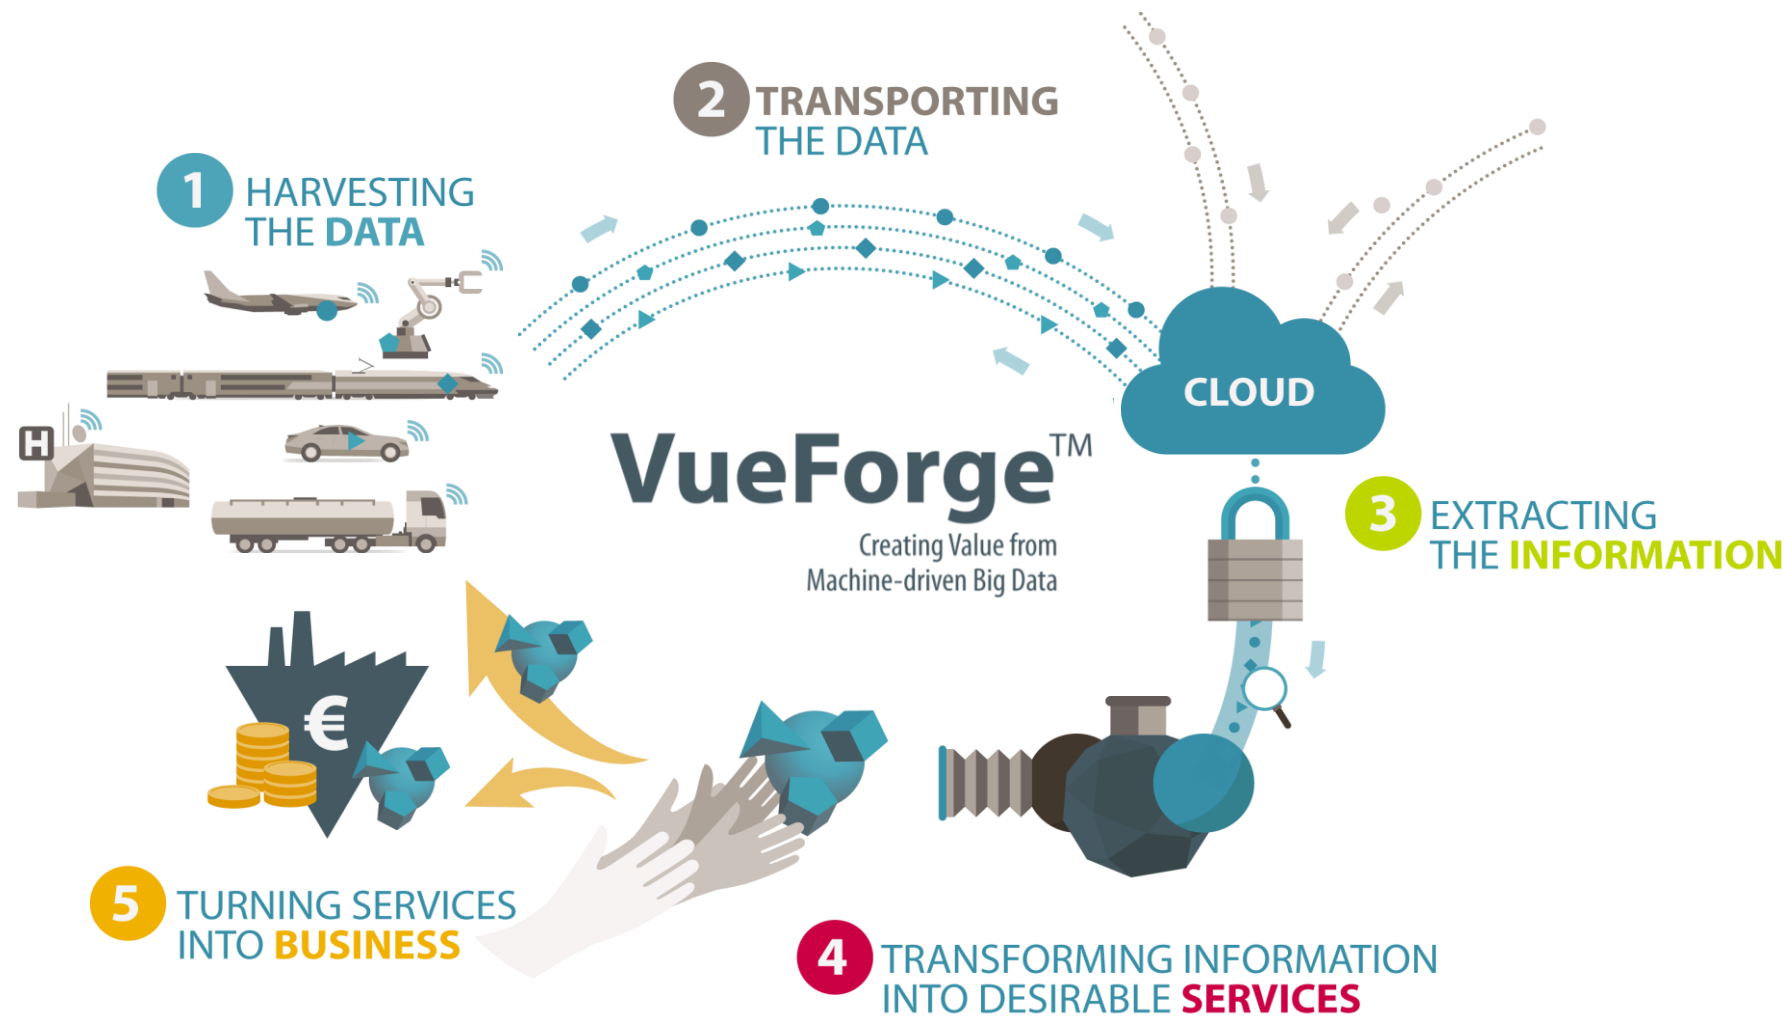 1 HARVESTING
THE DATA
2 TRANSPORTING
THE DATA
CLOUD
H
VueForge™
Creating Value from
Machine-driven Big Data
3 EXTRACTING
THE INFORMATION
€
4 TRANSFORMING INFORMATION
INTO DESIRABLE SERVICES
5 TURNING SERVICES
INTO BUSINESS